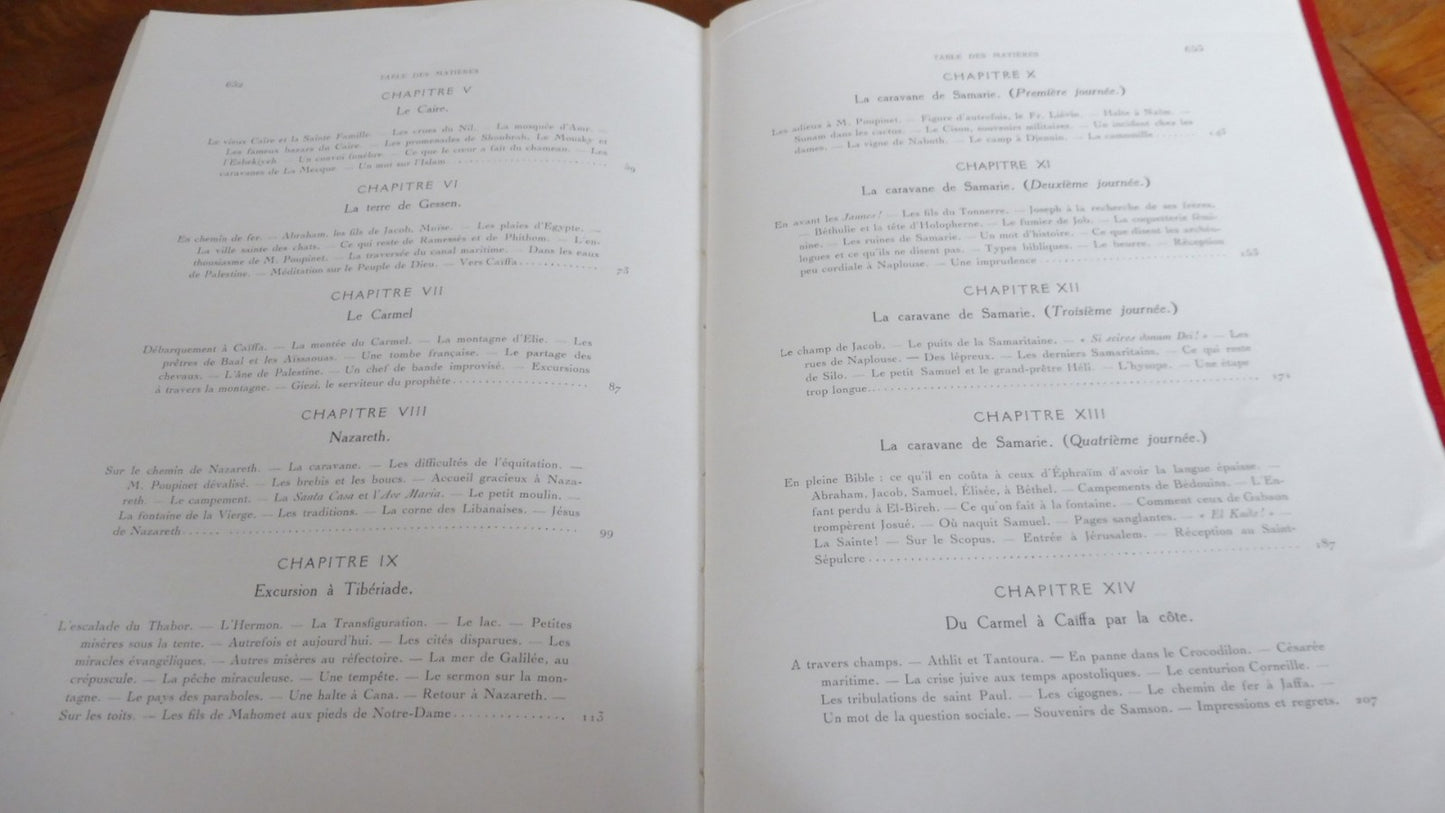 652
TABLE DES MATIÈRES
CHAPITRE V
Le Caire.
Le vieux Caire et la Sainte Famille. — Les crues du Nil. — La mosquée d'Amr. —
Les fameux bazars du Caire. — Les promenades de Shoubrah, Le Mousky et
l'Esbekiyeh. — Un convoi funèbre. — Ce que le cœur a fait du chameau. — Les
caravanes de La Mecque. — Un mot sur l'Islam 59
CHAPITRE VI
La terre de Gessen.
En chemin de fer. — Abraham, les fils de Jacob, Moïse. — Les plaies d'Égypte. —
La ville sainte des chats. — Ce qui reste de Ramessès et de Phithom. — L'en-
thousiasme de M. Poupinet. — La traversée du canal maritime. — Dans les eaux
de Palestine. — Méditation sur le Peuple de Dieu. — Vers Caïffa 73
CHAPITRE VII
Le Carmel
Débarquement à Caïffa. — La montée du Carmel. — La montagne d'Élie. — Les
prêtres de Baal et les Aïssaouas. — Une tombe française. — Le partage des
chevaux. — L'âne de Palestine. — Un chef de bande improvisé. — Excursions
à travers la montagne. — Giezi, le serviteur du prophète 87
CHAPITRE VIII
Nazareth.
Sur le chemin de Nazareth. — La caravane. — Les difficultés de l'équitation. —
M. Poupinet dévalisé. — Les brebis et les boucs. — Accueil gracieux à Naza-
reth. — Le campement. — La Santa Casa et l'Ave Maria. — Le petit moulin. —
La fontaine de la Vierge. — Les traditions. — La corne des Libanaises. — Jésus
de Nazareth 99
CHAPITRE IX
Excursion à Tibériade.
L'escalade du Thabor. — L'Hermon. — La Transfiguration. — Le lac. — Petites
misères sous la tente. — Autrefois et aujourd'hui. — Les cités disparues. — Les
miracles évangéliques. — Autres misères au réfectoire. — La mer de Galilée, au
crépuscule. — La pêche miraculeuse. — Une tempête. — Le sermon sur la mon-
tagne. — Le pays des paraboles. — Une halte à Cana. — Retour à Nazareth. —
Sur les toits. — Les fils de Mahomet aux pieds de Notre-Dame 113
TABLE DES MATIÈRES
653
CHAPITRE X
La caravane de Samarie. (Première journée.)
Les adieux à M. Poupinet. — Figure d'autrefois, le Fr. Liévin. — Halte à Naïm. —
Sunam dans les cactus. — Le Cison, souvenirs militaires. — Un incident chez les
dames. — La vigne de Naboth. — Le camp à Djennin. — La camomille
CHAPITRE XI
La caravane de Samarie. (Deuxième journée.)
En avant les Jaunes ! — Les fils du Tonnerre. — Joseph à la recherche de ses frères.
— Béthulie et la tête d'Holopherne. — Le fumier de Job. — La coquetterie fémi-
nine. — Les ruines de Samarie. — Un mot d'histoire. — Ce que disent les archéo-
logues et ce qu'ils ne disent pas. — Types bibliques. — Le beurre. — Réception
peu cordiale à Naplouse. — Une imprudence 155
CHAPITRE XII
La caravane de Samarie. (Troisième journée.)
Le champ de Jacob. — Le puits de la Samaritaine. — « Si scires donum Dei ! » — Les
rues de Naplouse. — Des lépreux. — Les derniers Samaritains. — Ce qui reste
de Silo. — Le petit Samuel et le grand-prêtre Héli. — L'hysope. — Une étape
trop longue 171
CHAPITRE XIII
La caravane de Samarie. (Quatrième journée.)
En pleine Bible : ce qu'il en coûta à ceux d'Éphraïm d'avoir la langue épaisse. —
Abraham, Jacob, Samuel, Élisée, à Béthel. — Campements de Bédouins. — L'En-
fant perdu à El-Bireh. — Ce qu'on fait à la fontaine. — Comment ceux de Gabaon
trompèrent Josué. — Où naquit Samuel. — Pages sanglantes. — « El Kuds ! » —
La Sainte ! — Sur le Scopus. — Entrée à Jérusalem. — Réception au Saint-
Sépulcre 187
CHAPITRE XIV
Du Carmel à Caïffa par la côte.
A travers champs. — Athlit et Tantoura. — En panne dans le Crocodilon. — Césarée
maritime. — La crise juive aux temps apostoliques. — Le centurion Corneille. —
Les tribulations de saint Paul. — Les cigognes. — Le chemin de fer à Jaffa. —
Un mot de la question sociale. — Souvenirs de Samson. — Impressions et regrets. 207